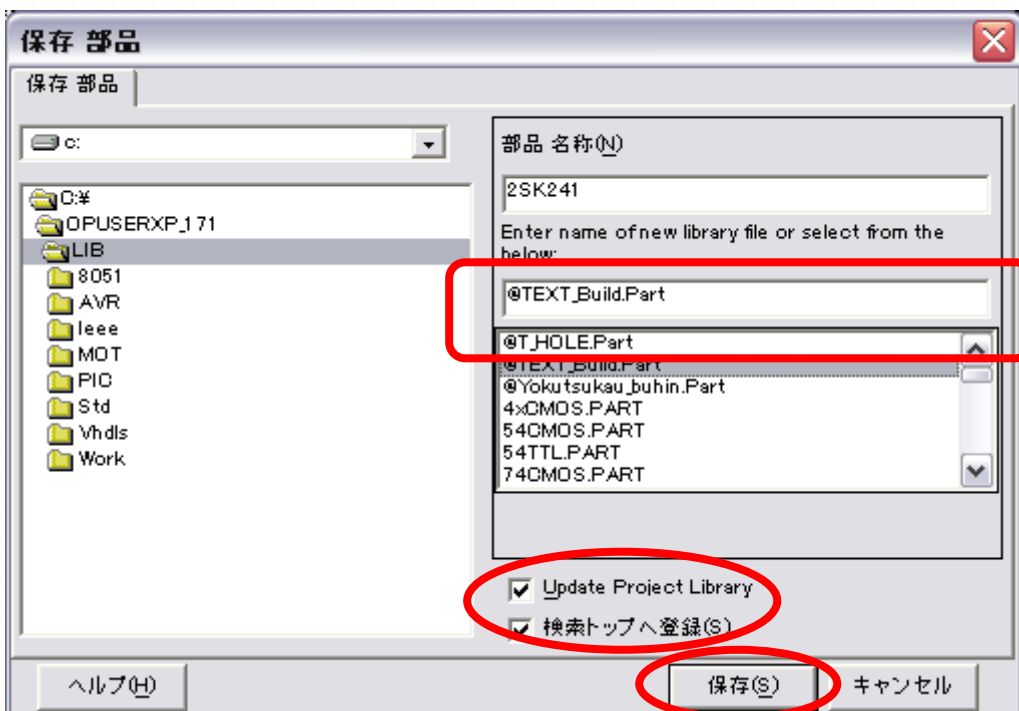 保存 部品
保存 部品
c:
C:¥
OPUSERXP_171
LIB
8051
AVR
Ieee
MOT
PIC
Std
Vhdls
Work
部品 名称(N)
2SK241
Enter name of new library file or select from the
below:
@TEXT_Build.Part
@T_HOLE.Part
@TEXT_Build.Part
@Yokutsukau_buhin.Part
4xCMOS.PART
54CMOS.PART
54TTL.PART
74CMOS.PART
Update Project Library
検索トップへ登録(S)
ヘルプ(H)
保存(S)
キャンセル